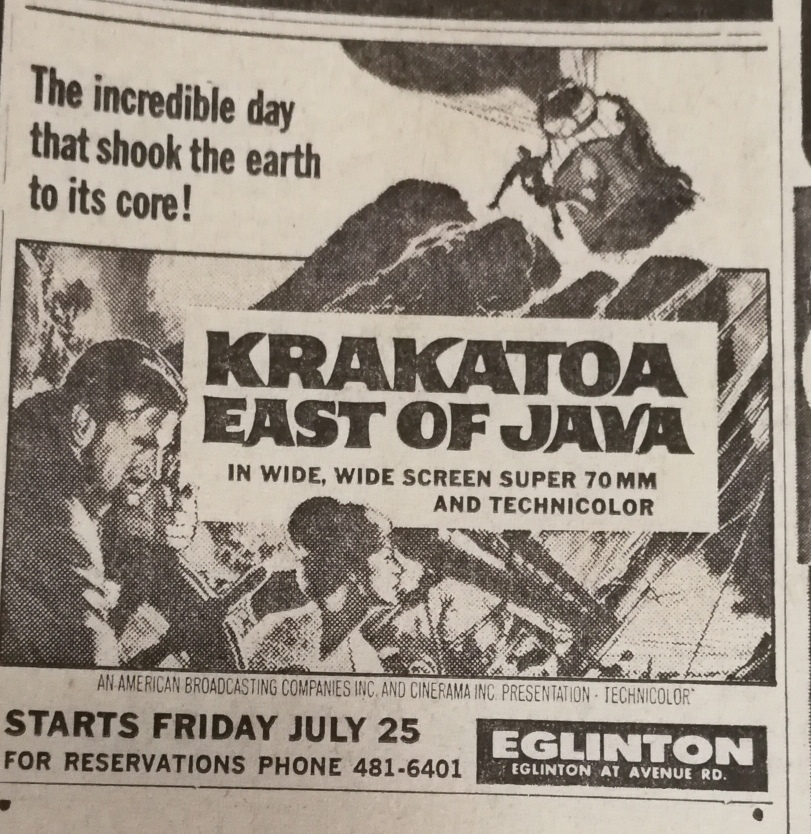 The incredible day
that shook the earth
to its core!
KRAKATOA
EAST OF JAVA
IN WIDE, WIDE SCREEN SUPER 70MM
AND TECHNICOLOR
AN AMERICAN BROADCASTING COMPANIES INC. AND CINERAMA INC. PRESENTATION · TECHNICOLOR®
STARTS FRIDAY JULY 25
FOR RESERVATIONS PHONE 481-6401
EGLINTON
EGLINTON AT AVENUE RD.